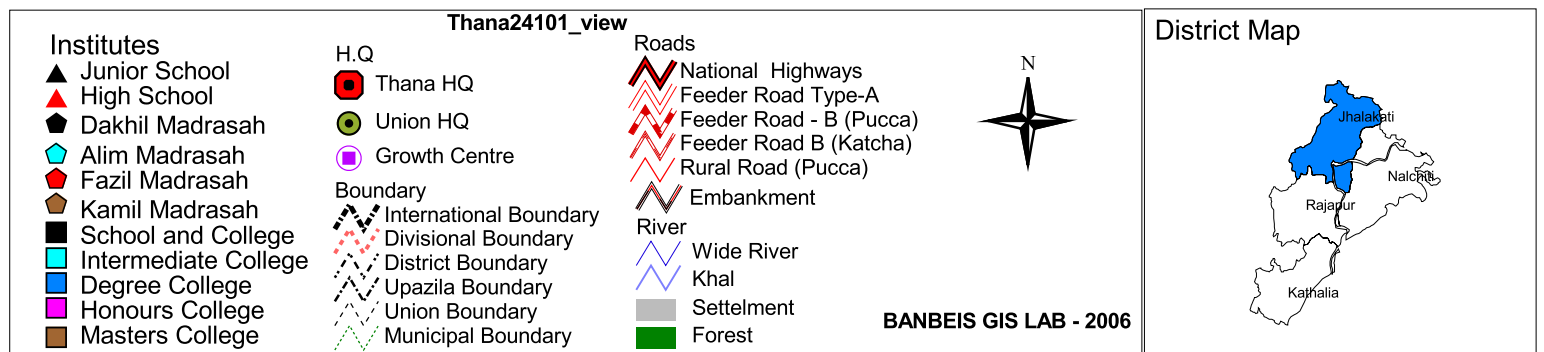 Thana24101_view
Institutes
Junior School
High School
Dakhil Madrasah
Alim Madrasah
Fazil Madrasah
Kamil Madrasah
School and College
Intermediate College
Degree College
Honours College
Masters College
H.Q
Thana HQ
Union HQ
Growth Centre
Boundary
International Boundary
Divisional Boundary
District Boundary
Upazila Boundary
Union Boundary
Municipal Boundary
Roads
National Highways
Feeder Road Type-A
Feeder Road - B (Pucca)
Feeder Road B (Katcha)
Rural Road (Pucca)
Embankment
River
Wide River
Khal
Settelment
Forest
N
BANBEIS GIS LAB - 2006
District Map
Jhalakati
Nalchiti
Rajapur
Kathalia